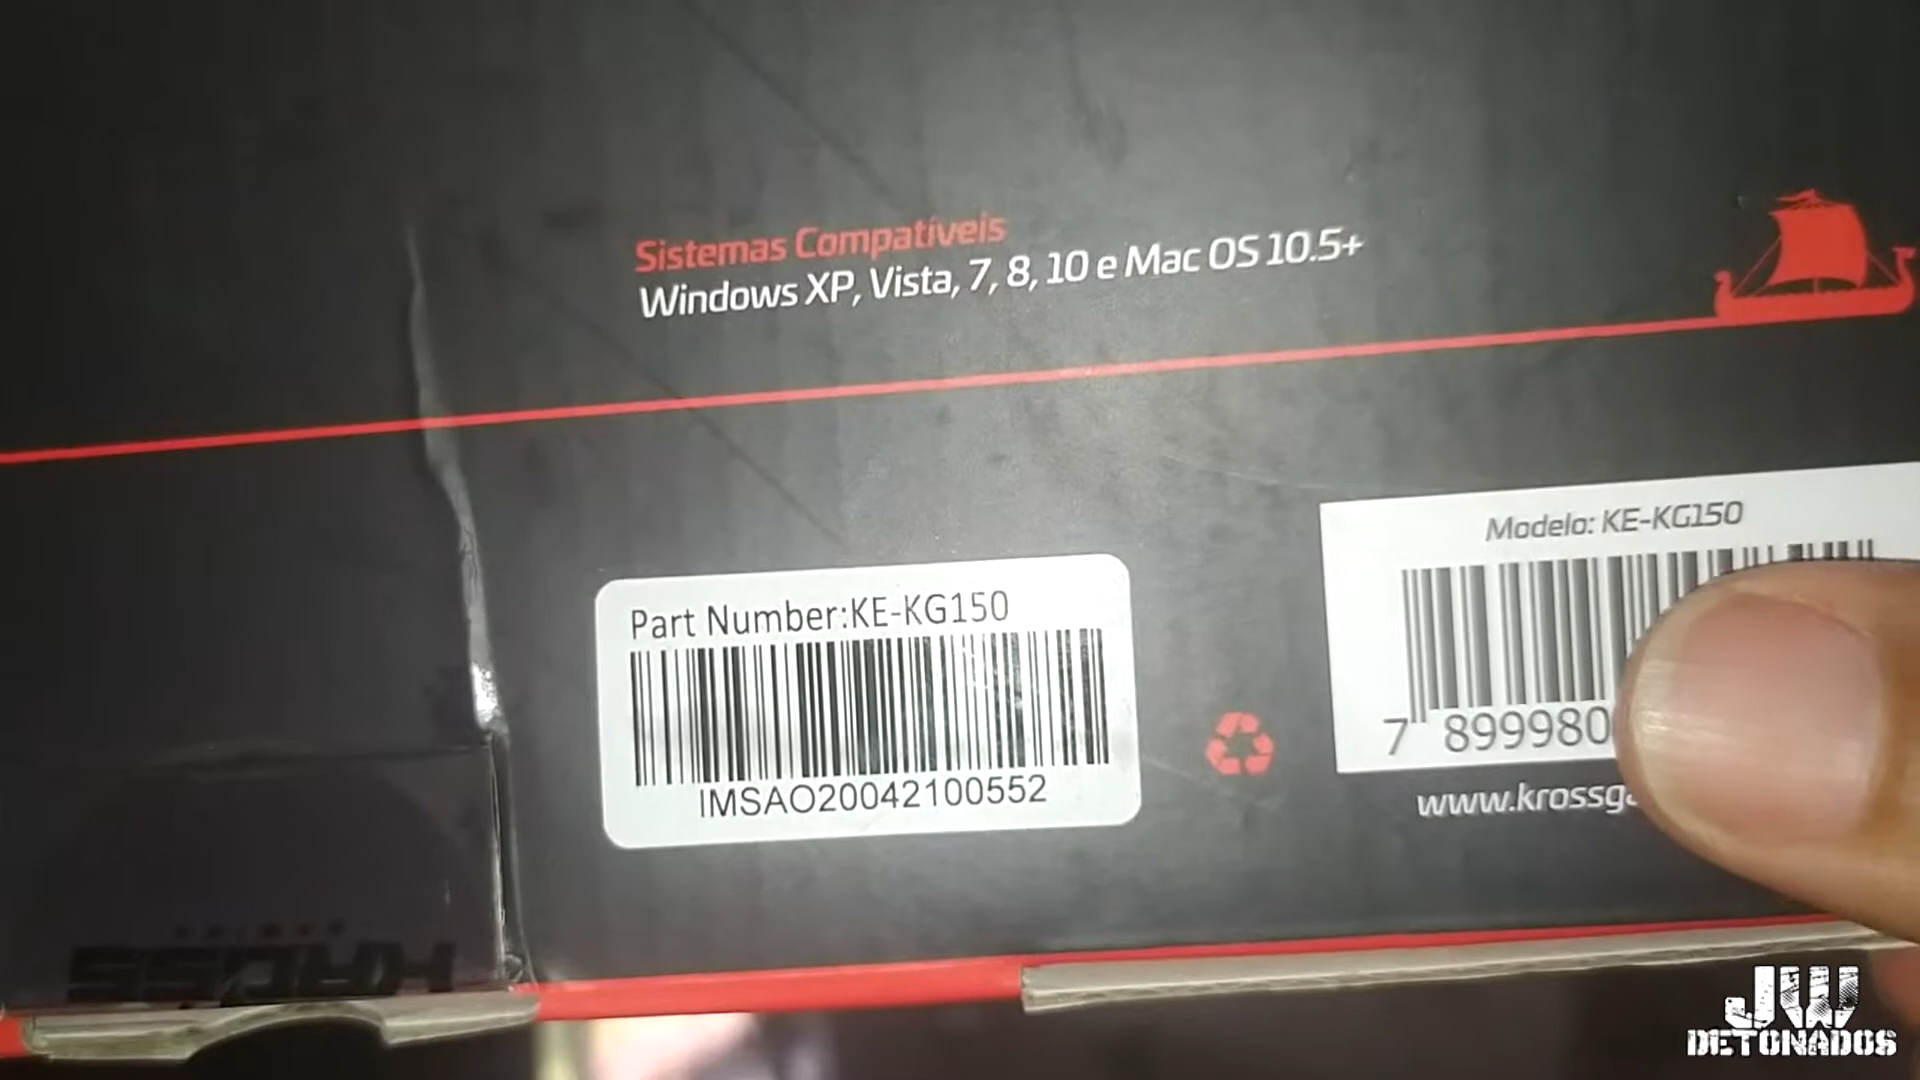 Sistemas Compatíveis
Windows XP, Vista, 7, 8, 10 e Mac OS 10.5+
Modelo: KE-KG150
Part Number:KE-KG150
7 899980
IMSAO20042100552
www.krossg
KROSS
JW
DETONADOS